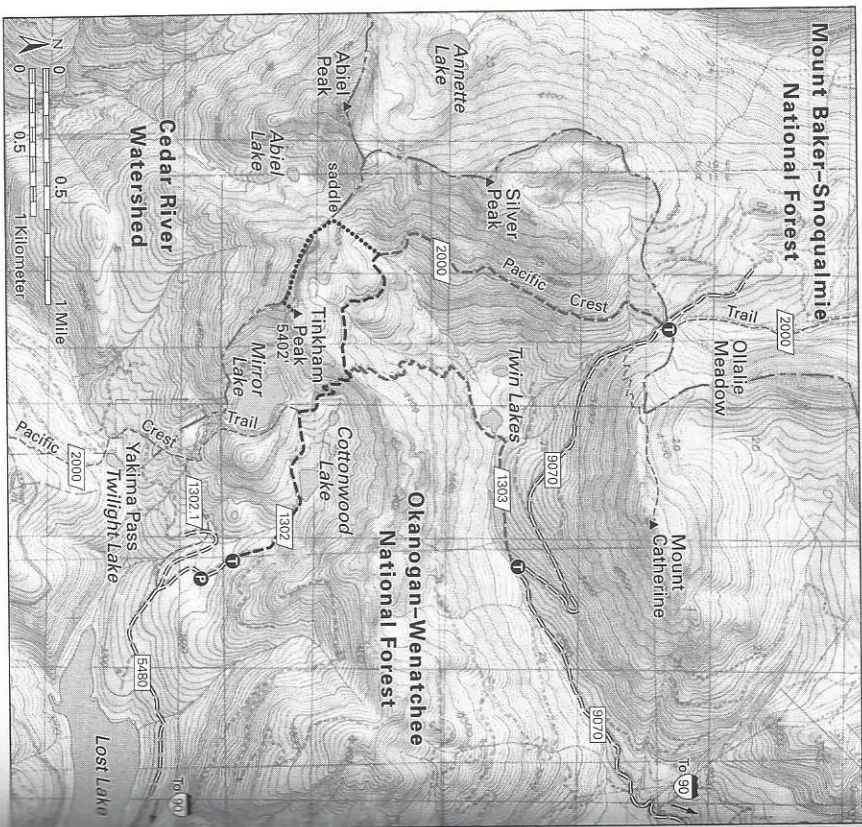 Mount Baker–Snoqualmie
National Forest
Annette
Lake
Abiel
Peak
Abiel
Lake
Cedar River
Watershed
saddle
Silver
Peak
2000
Pacific Crest
Trail
2000
T
Ollalie
Meadow
Mount
Catherine
9070
Twin Lakes
1303
T
9070
To 90
Tinkham
Peak
5402'
Mirror
Lake
Cottonwood
Lake
Okanogan–Wenatchee
National Forest
1302
T
P
Pacific Crest Trail
2000
1302.1
Yakima Pass
Twilight Lake
5480
Lost Lake
To 90
N
0 0.5 1 Mile
0 0.5 1 Kilometer